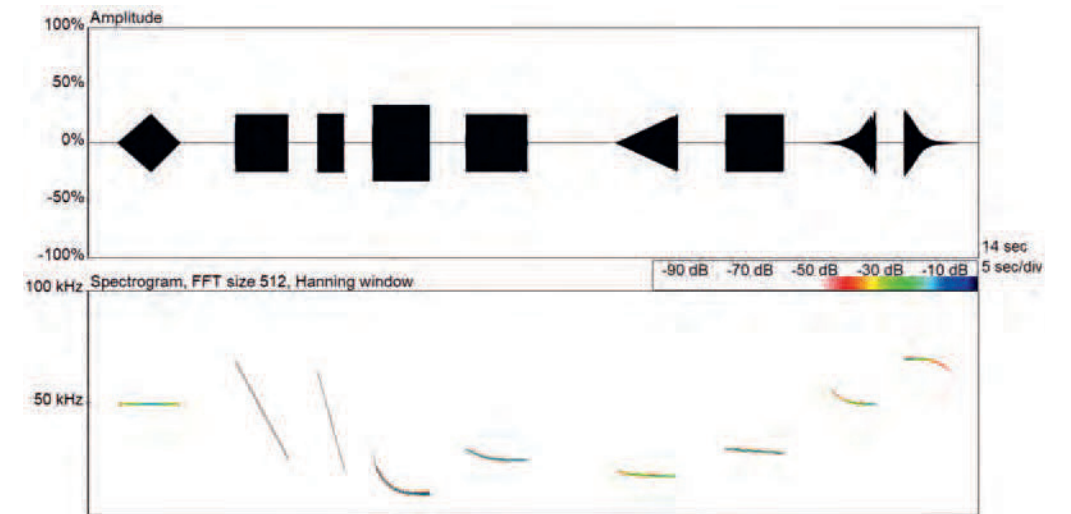 Amplitude
100%
50%
0%
-50%
-100%
14 sec
5 sec/div
-90 dB -70 dB -50 dB -30 dB -10 dB
Spectrogram, FFT size 512, Hanning window
100 kHz
50 kHz